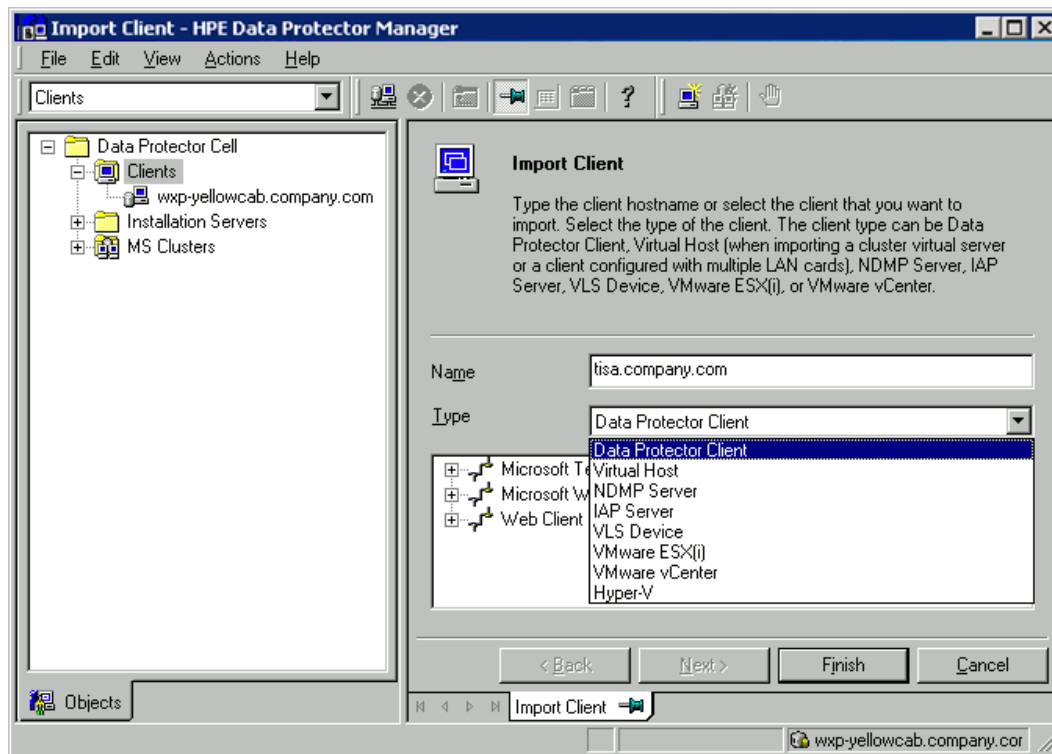 Import Client - HPE Data Protector Manager
File Edit View Actions Help
Clients
?
Data Protector Cell
Clients
wxp-yellowcab.company.com
Installation Servers
MS Clusters
Import Client
Type the client hostname or select the client that you want to
import. Select the type of the client. The client type can be Data
Protector Client, Virtual Host (when importing a cluster virtual server
or a client configured with multiple LAN cards), NDMP Server, IAP
Server, VLS Device, VMware ESX(i), or VMware vCenter.
Name
tisa.company.com
Type
Data Protector Client
Data Protector Client
Virtual Host
NDMP Server
IAP Server
VLS Device
VMware ESX(i)
VMware vCenter
Hyper-V
Microsoft Te
Microsoft W
Web Client
< Back Next > Finish Cancel
Objects
Import Client
wxp-yellowcab.company.cor